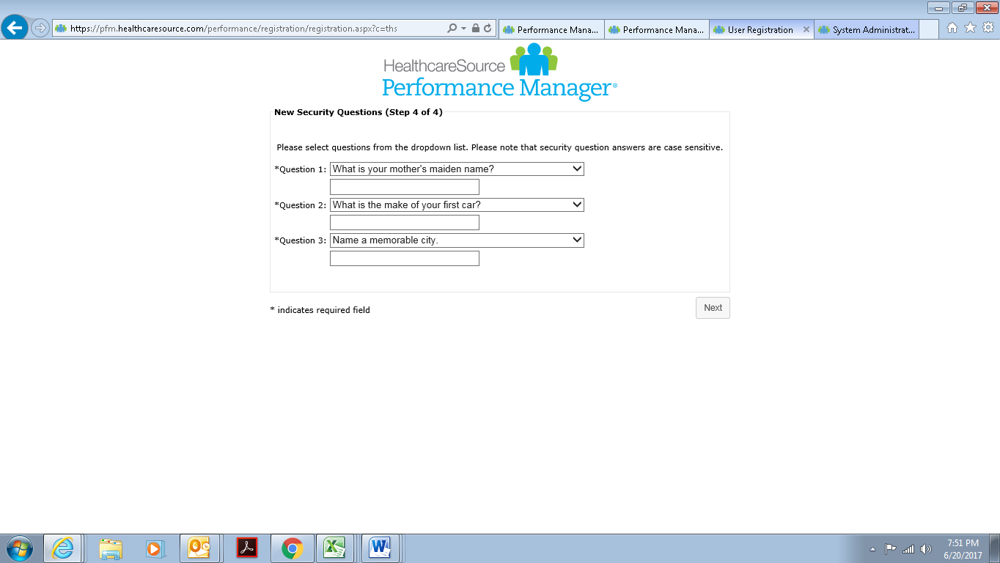 https://pfm.healthcaresource.com/performance/registration/registration.aspx?c=ths
Performance Mana...
Performance Mana...
User Registration
System Administrat...
HealthcareSource
Performance Manager®
New Security Questions (Step 4 of 4)
Please select questions from the dropdown list. Please note that security question answers are case sensitive.
*Question 1: What is your mother's maiden name?
*Question 2: What is the make of your first car?
*Question 3: Name a memorable city.
* indicates required field
Next
7:51 PM
6/20/2017